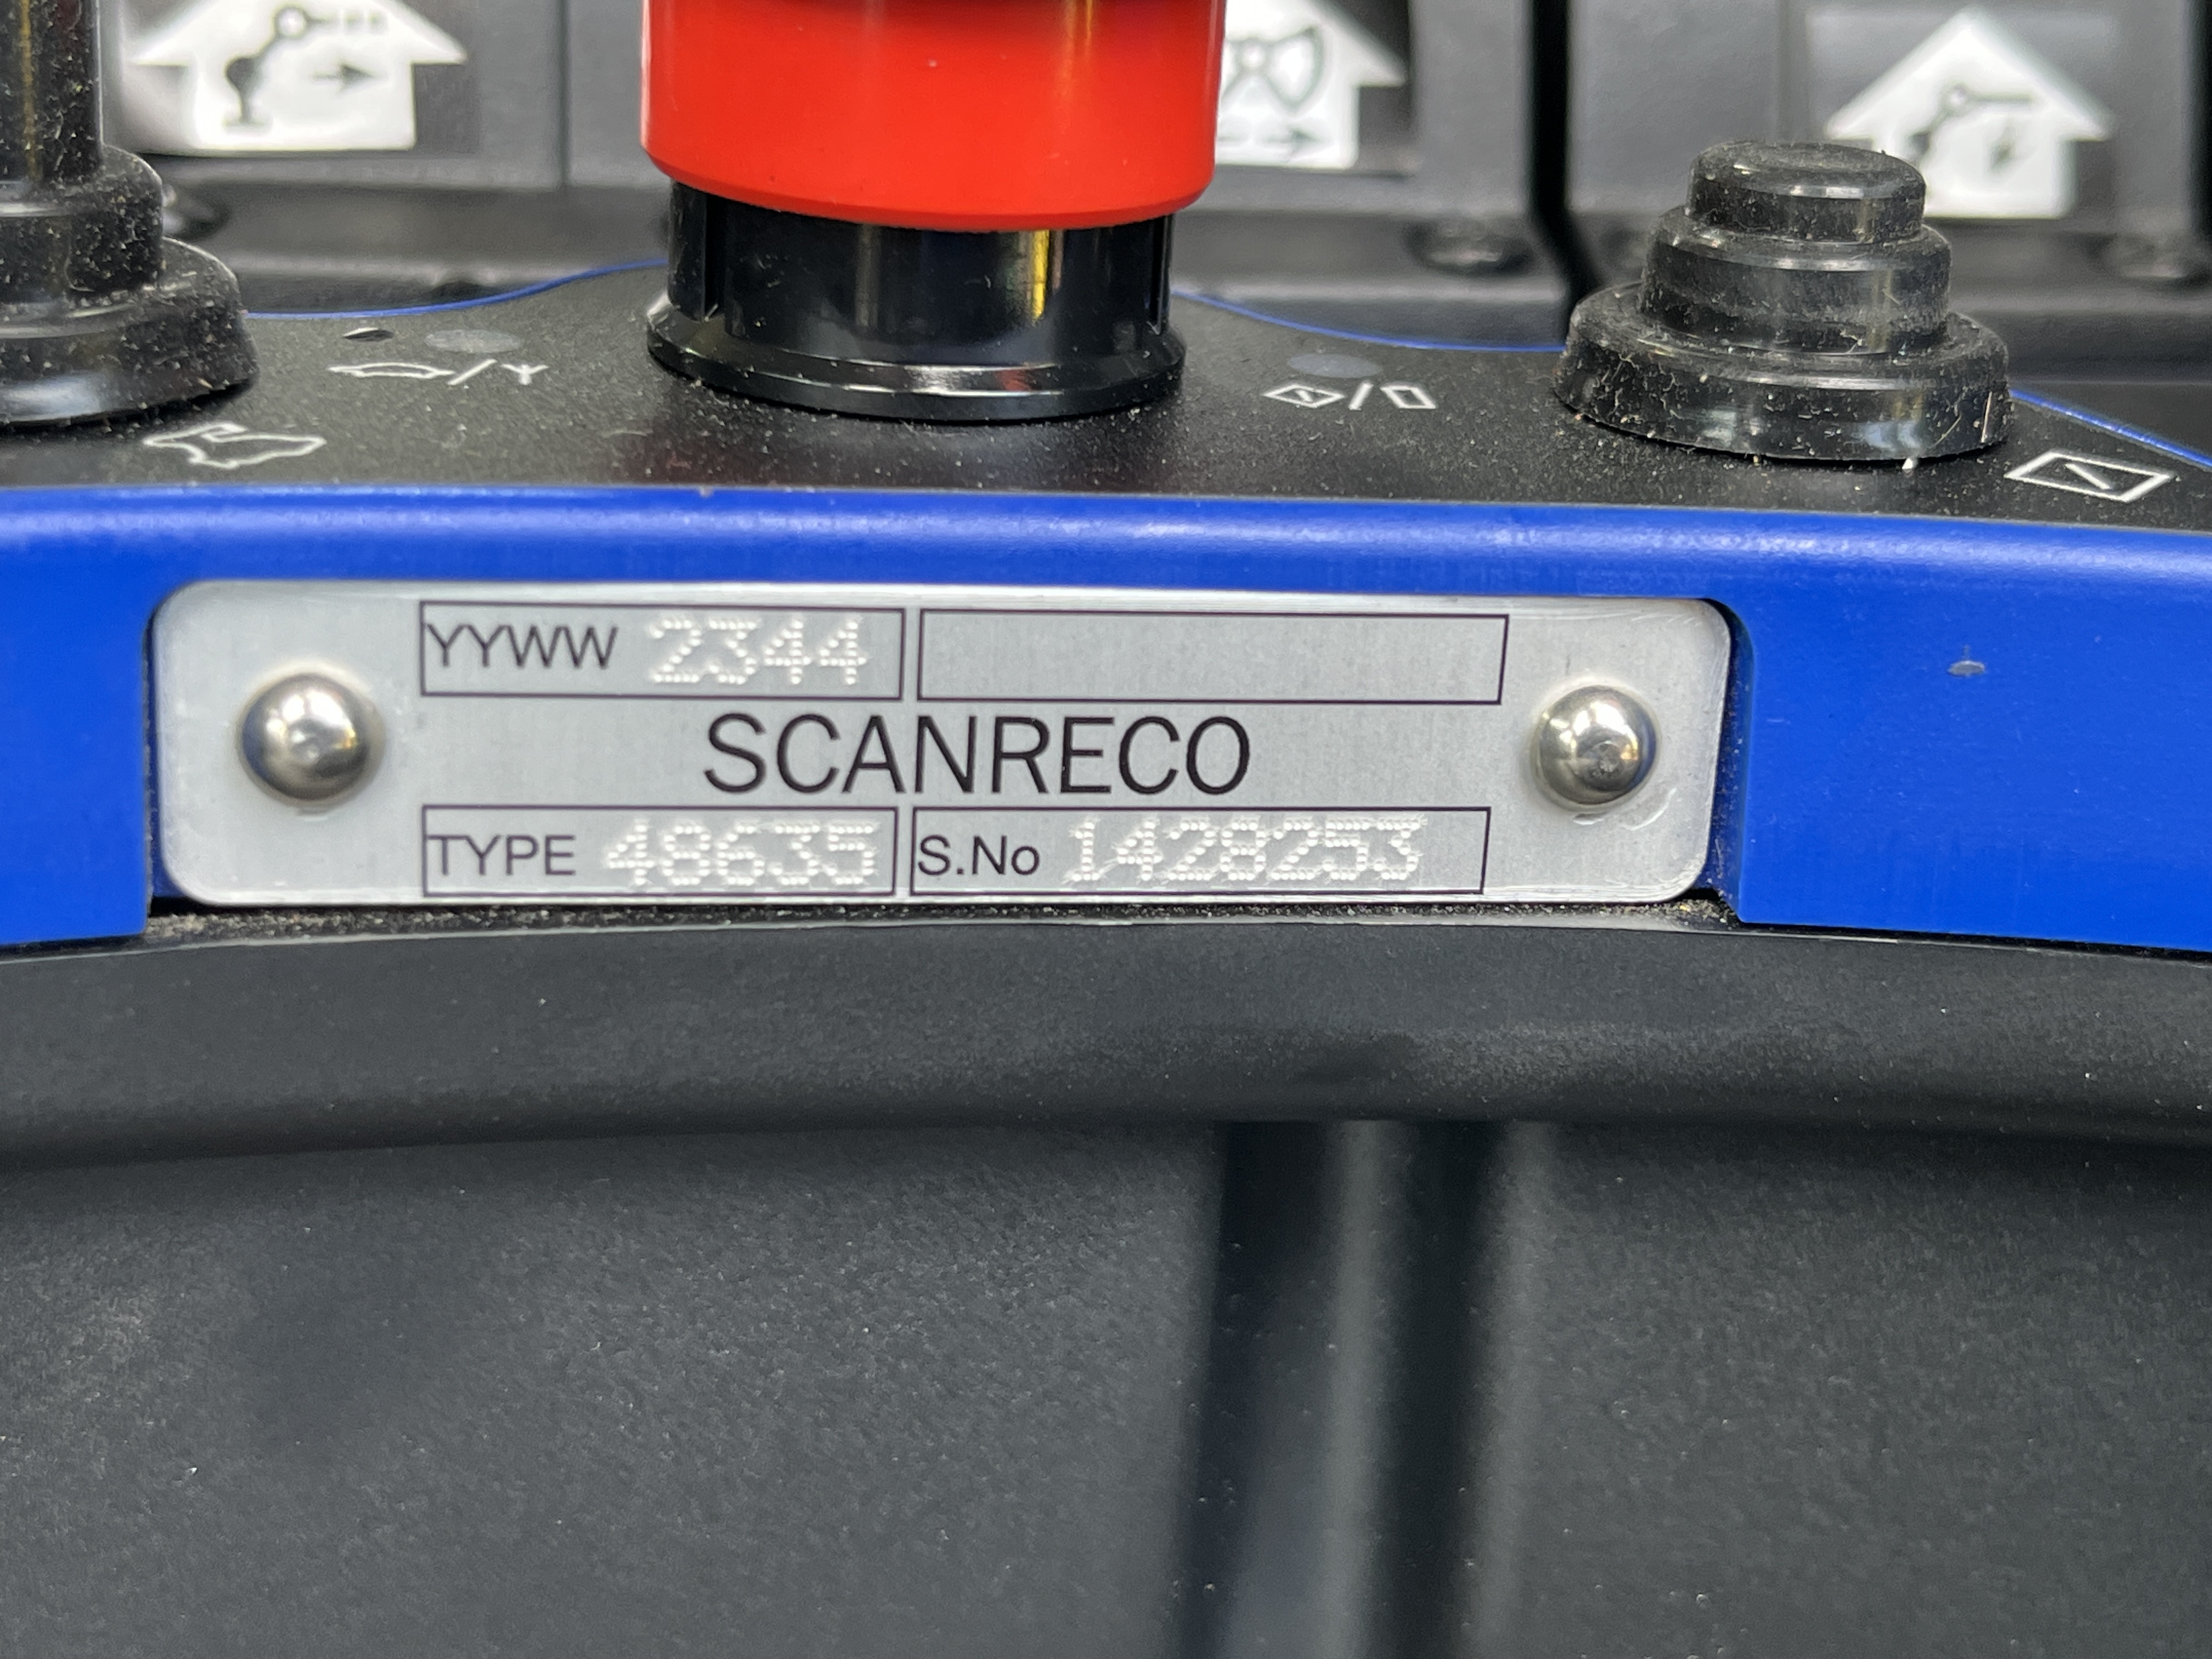 YYWW 2344
SCANRECO
TYPE 48635 S.No 1428253